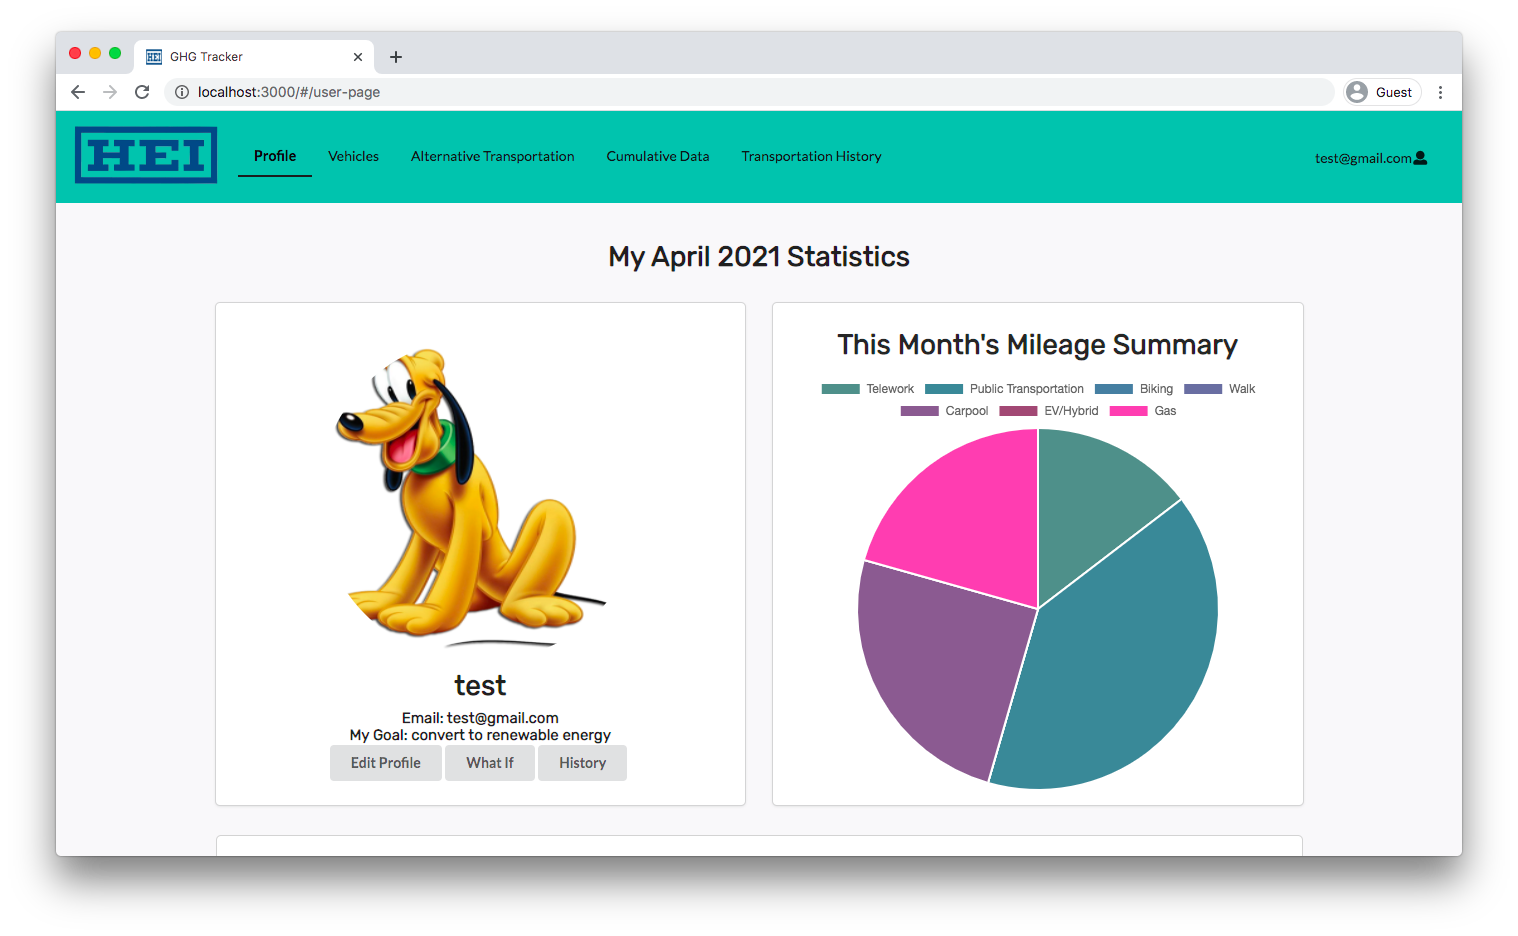 GHG Tracker
localhost:3000/#/user-page
Guest
HEI
Profile Vehicles Alternative Transportation Cumulative Data Transportation History
test@gmail.com
My April 2021 Statistics
test
Email: test@gmail.com
My Goal: convert to renewable energy
Edit Profile What If History
This Month's Mileage Summary
Telework Public Transportation Biking Walk
Carpool EV/Hybrid Gas